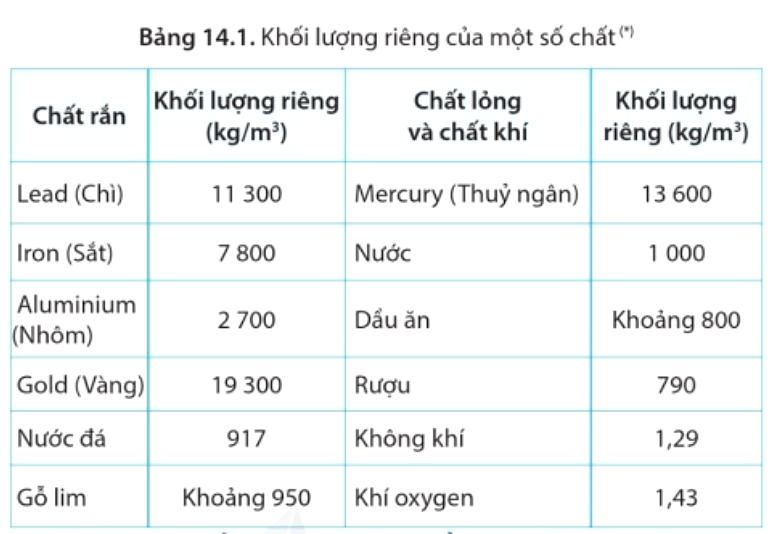 Bảng 14.1. Khối lượng riêng của một số chất (*)
Chất rắn Khối lượng riêng (kg/m³) Chất lỏng và chất khí Khối lượng riêng (kg/m³)
Lead (Chì) 11 300 Mercury (Thuỷ ngân) 13 600
Iron (Sắt) 7 800 Nước 1 000
Aluminium (Nhôm) 2 700 Dầu ăn Khoảng 800
Gold (Vàng) 19 300 Rượu 790
Nước đá 917 Không khí 1,29
Gỗ lim Khoảng 950 Khí oxygen 1,43